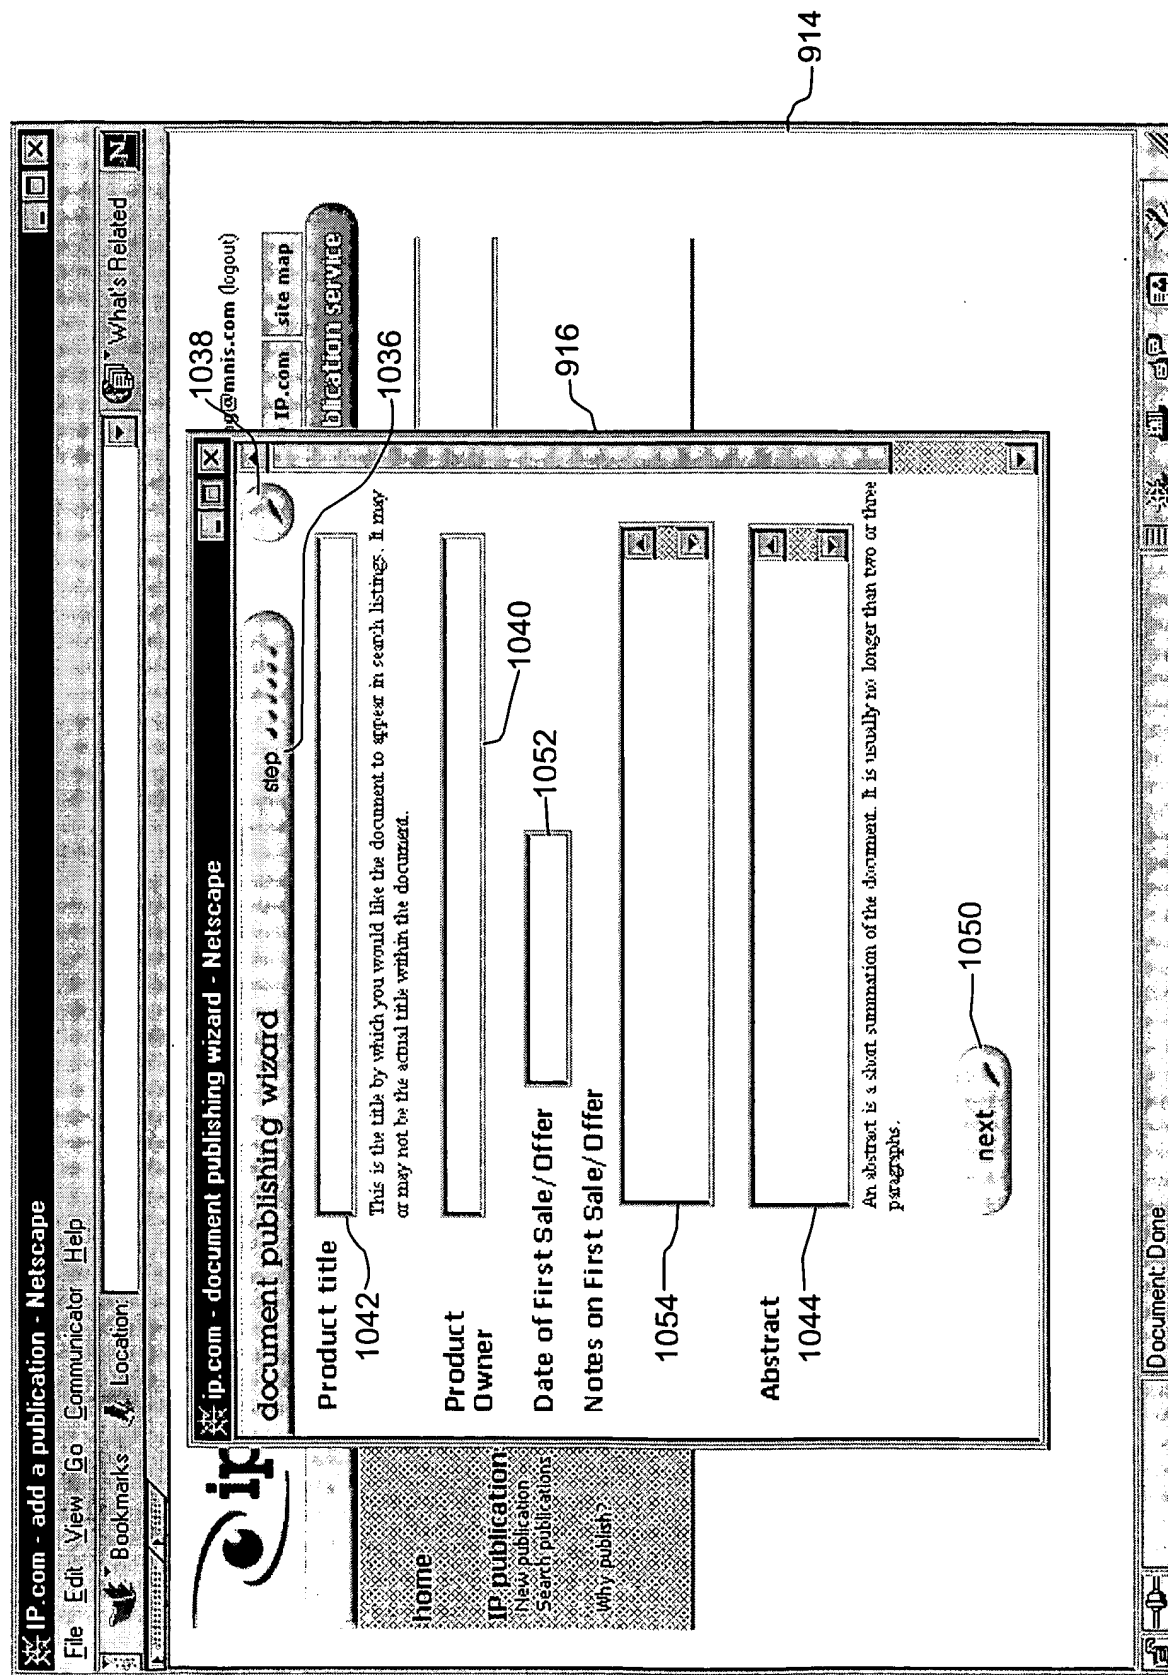 IP.com - add a publication - Netscape
File Edit View Go Communicator Help
Bookmarks Location: What's Related N
ip
1038
og@mnis.com (logout)
IP.com site map
blication service
home
IP publication
New publication
Search publications
Why publish?
ip.com - document publishing wizard - Netscape
document publishing wizard
step
1036
Product title
1042
This is the title by which you would like the document to appear in search listings. It may
or may not be the actual title within the document.
Product
Owner
1040
Date of First Sale/Offer
1052
916
Notes on First Sale/Offer
1054
Abstract
1044
An abstract is a short summation of the document. It is usually no longer than two or three
paragraphs.
next
1050
914
Document: Done